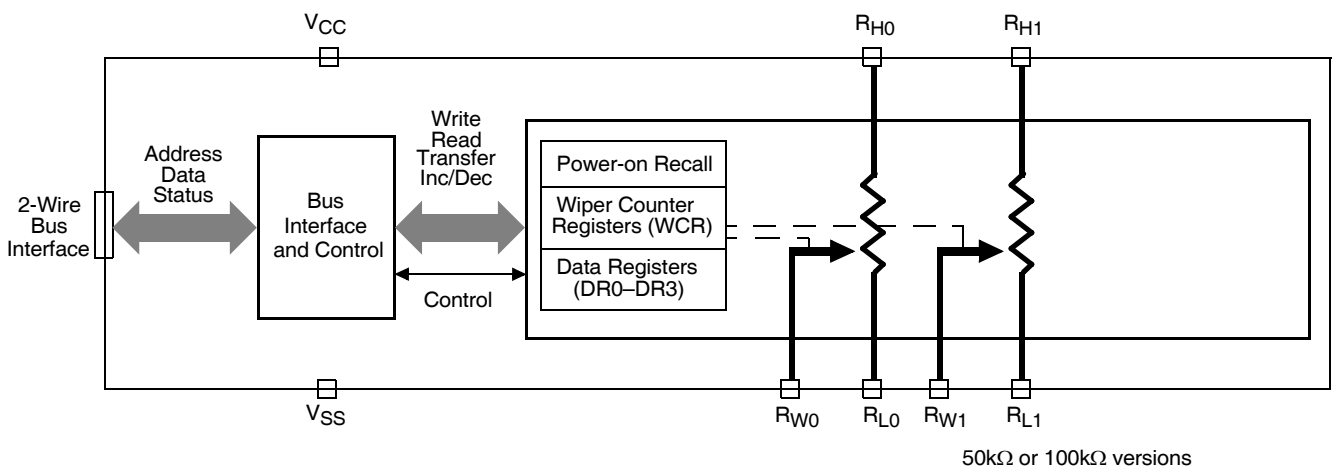 VCC
RH0
RH1
Address
Data
Status
Write
Read
Transfer
Inc/Dec
2-Wire
Bus
Interface
Bus
Interface
and Control
Power-on Recall
Wiper Counter
Registers (WCR)
Data Registers
(DR0–DR3)
Control
VSS
RW0
RL0
RW1
RL1
50kΩ or 100kΩ versions